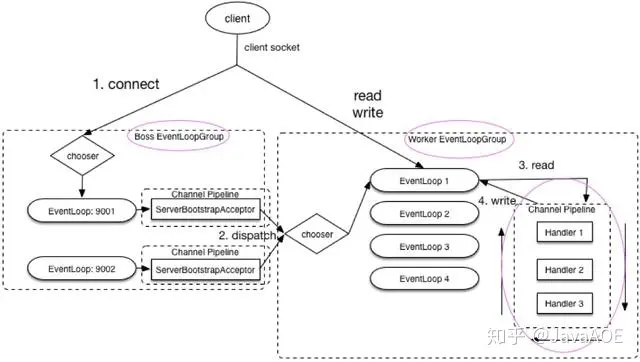 client
client socket
1. connect
read
write
Boss EventLoopGroup
Worker EventLoopGroup
chooser
EventLoop: 9001
Channel Pipeline
ServerBootstrapAcceptor
2. dispatch
EventLoop: 9002
Channel Pipeline
ServerBootstrapAcceptor
chooser
EventLoop 1
EventLoop 2
EventLoop 3
EventLoop 4
3. read
4. write
Channel Pipeline
Handler 1
Handler 2
Handler 3
知乎 @JavaAOE